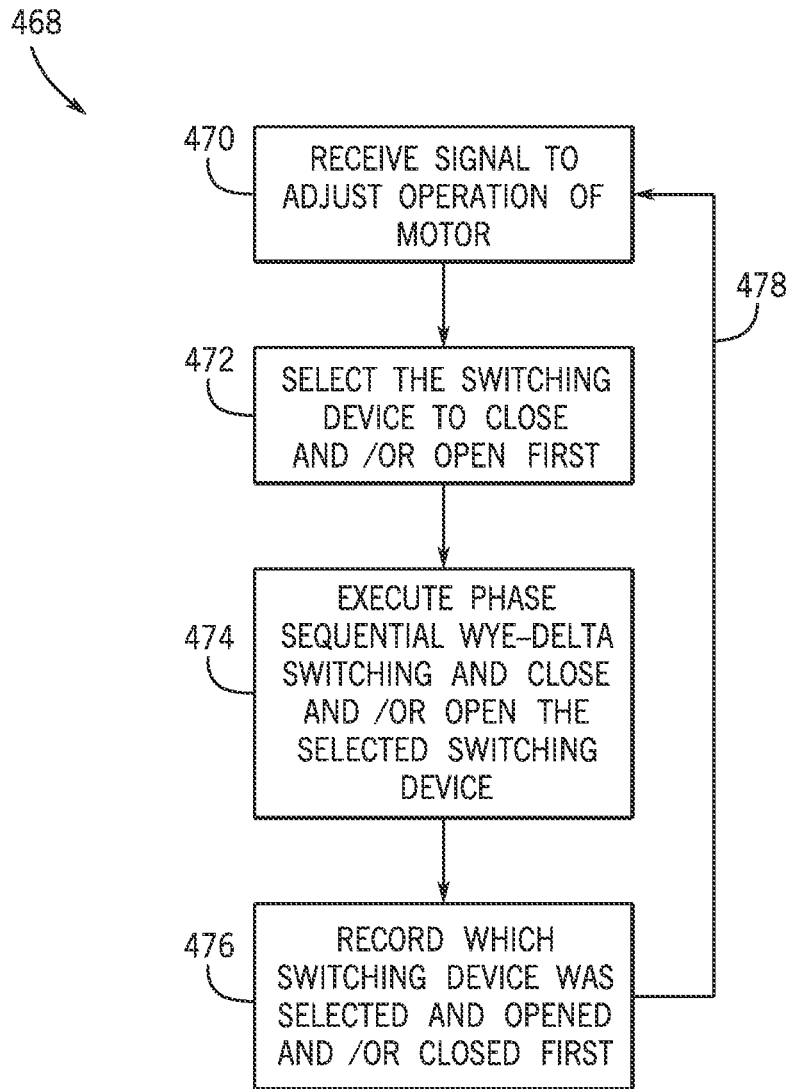 468
470
RECEIVE SIGNAL TO
ADJUST OPERATION OF
MOTOR
478
472
SELECT THE SWITCHING
DEVICE TO CLOSE
AND /OR OPEN FIRST
474
EXECUTE PHASE
SEQUENTIAL WYE-DELTA
SWITCHING AND CLOSE
AND /OR OPEN THE
SELECTED SWITCHING
DEVICE
476
RECORD WHICH
SWITCHING DEVICE WAS
SELECTED AND OPENED
AND /OR CLOSED FIRST